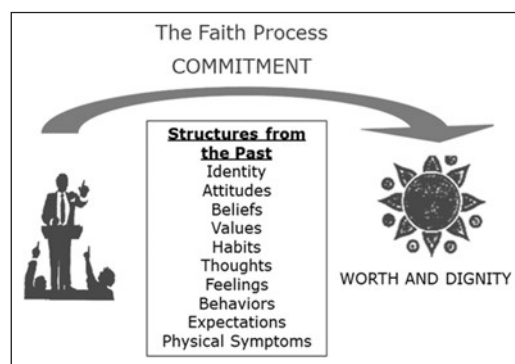 The Faith Process
COMMITMENT
Structures from
the Past
Identity
Attitudes
Beliefs
Values
Habits
Thoughts
Feelings
Behaviors
Expectations
Physical Symptoms
WORTH AND DIGNITY